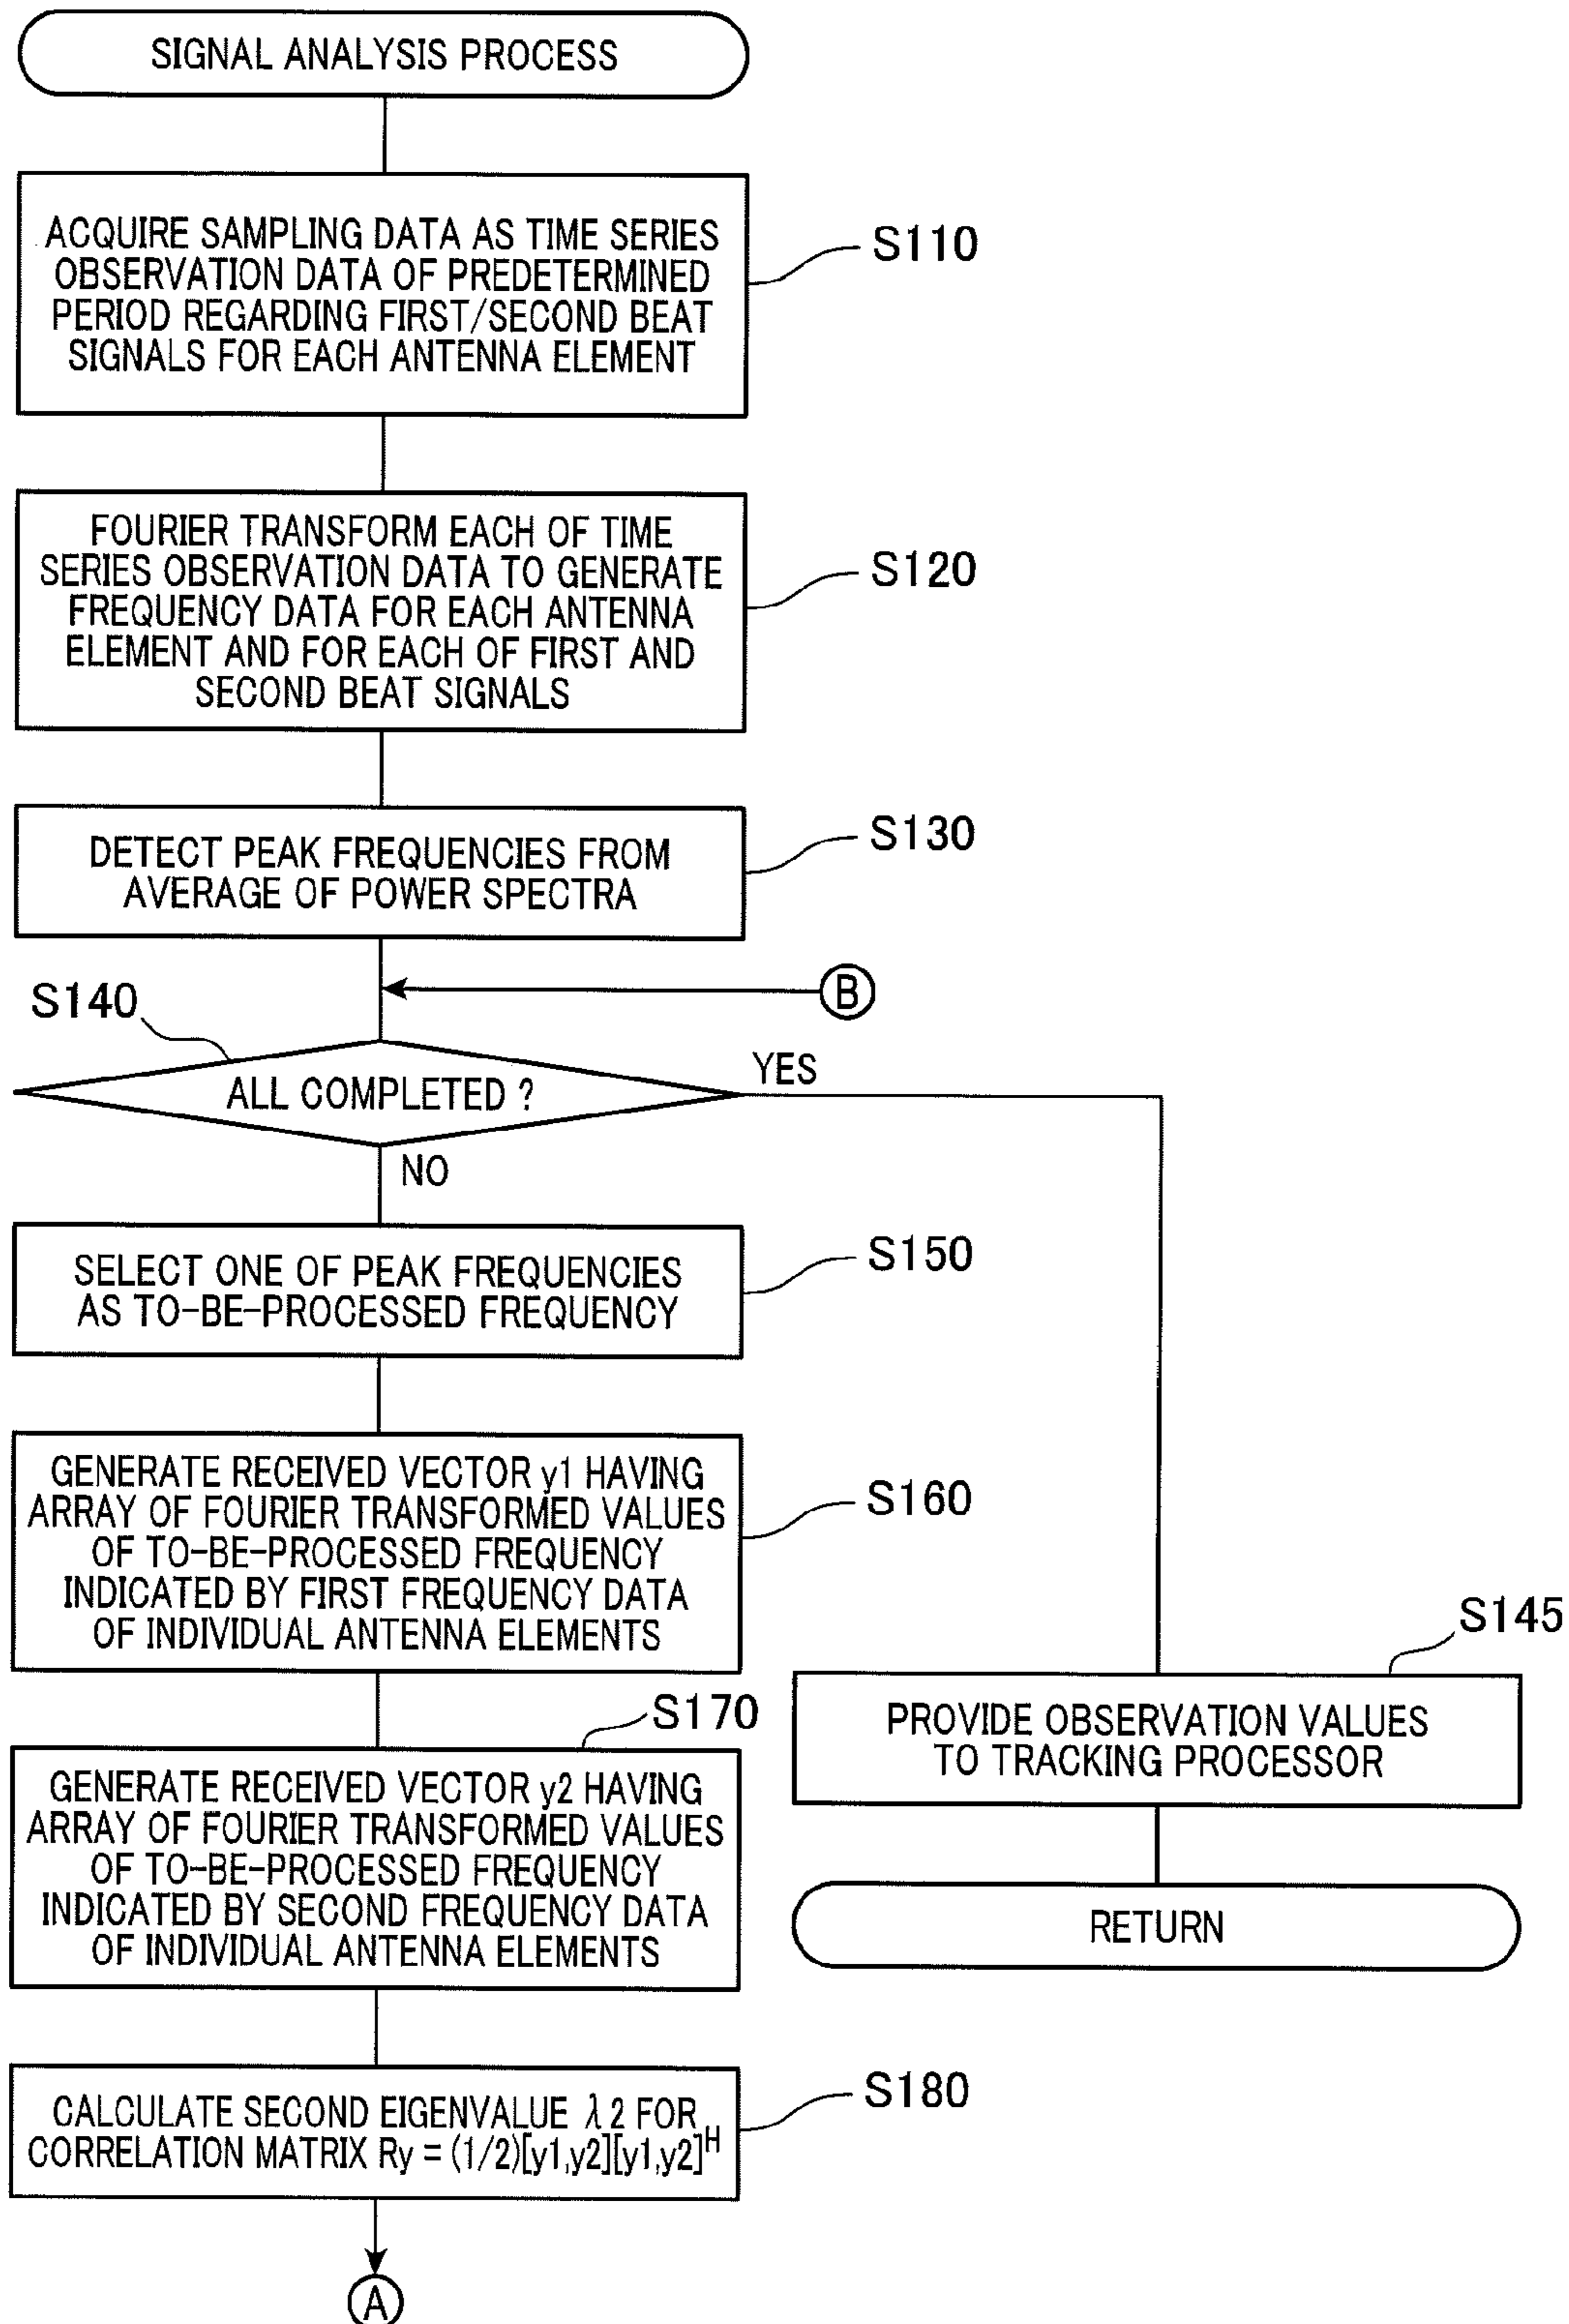 SIGNAL ANALYSIS PROCESS
ACQUIRE SAMPLING DATA AS TIME SERIES
OBSERVATION DATA OF PREDETERMINED
PERIOD REGARDING FIRST/SECOND BEAT
SIGNALS FOR EACH ANTENNA ELEMENT
S110
FOURIER TRANSFORM EACH OF TIME
SERIES OBSERVATION DATA TO GENERATE
FREQUENCY DATA FOR EACH ANTENNA
ELEMENT AND FOR EACH OF FIRST AND
SECOND BEAT SIGNALS
S120
DETECT PEAK FREQUENCIES FROM
AVERAGE OF POWER SPECTRA
S130
B
S140
ALL COMPLETED ?
YES
NO
SELECT ONE OF PEAK FREQUENCIES
AS TO-BE-PROCESSED FREQUENCY
S150
GENERATE RECEIVED VECTOR y1 HAVING
ARRAY OF FOURIER TRANSFORMED VALUES
OF TO-BE-PROCESSED FREQUENCY
INDICATED BY FIRST FREQUENCY DATA
OF INDIVIDUAL ANTENNA ELEMENTS
S160
S145
PROVIDE OBSERVATION VALUES
TO TRACKING PROCESSOR
RETURN
S170
GENERATE RECEIVED VECTOR y2 HAVING
ARRAY OF FOURIER TRANSFORMED VALUES
OF TO-BE-PROCESSED FREQUENCY
INDICATED BY SECOND FREQUENCY DATA
OF INDIVIDUAL ANTENNA ELEMENTS
CALCULATE SECOND EIGENVALUE λ2 FOR
CORRELATION MATRIX Ry = (1/2)[y1,y2][y1,y2]^H
S180
A